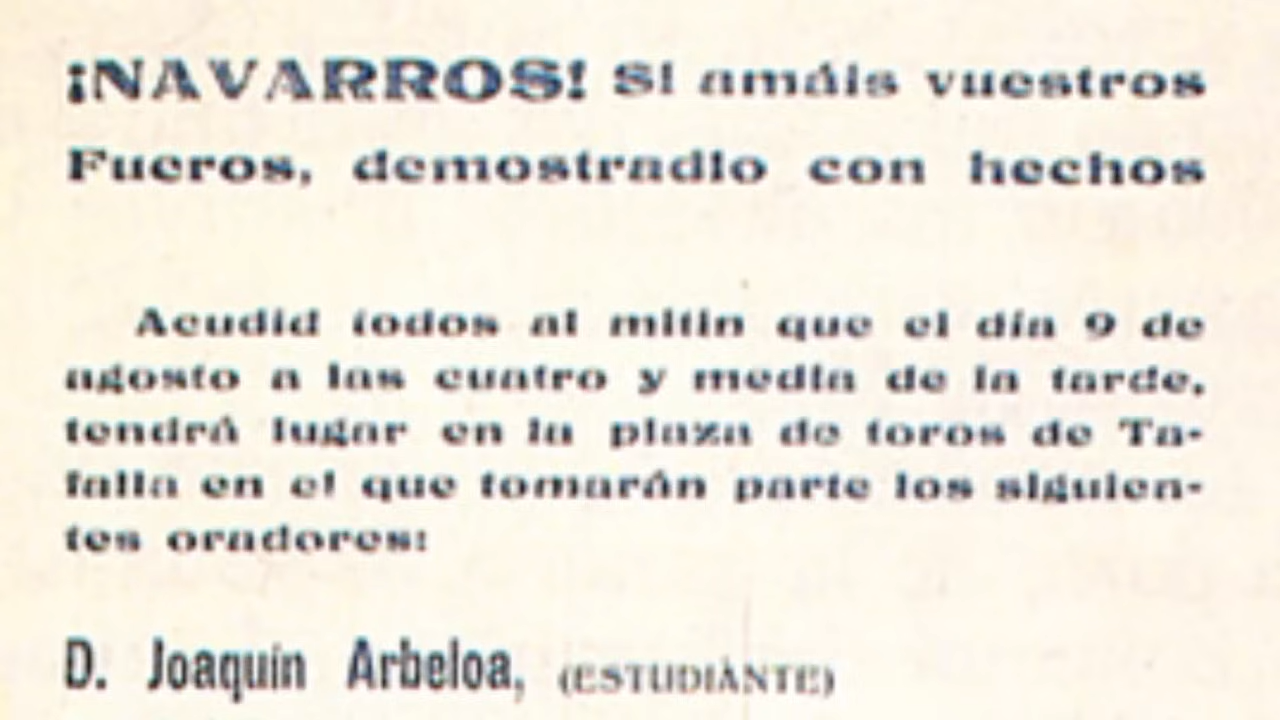 ¡NAVARROS! Si amáis vuestros
Fueros, demostradlo con hechos
Acudid todos al mitin que el día 9 de
agosto a las cuatro y media de la tarde,
tendrá lugar en la plaza de toros de Ta-
falla en el que tomarán parte los siguien-
tes oradores:
D. Joaquín Arbeloa, (ESTUDIANTE)